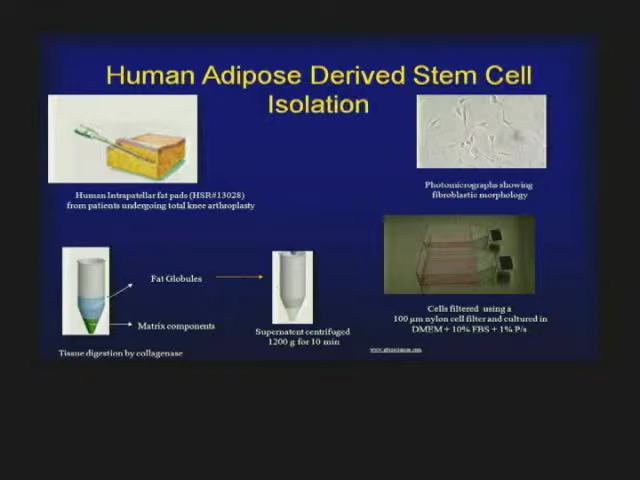 Human Adipose Derived Stem Cell
Isolation
Human Intrapatellar fat pads (HSR#13028)
from patients undergoing total knee arthroplasty
Photomicrographs showing
fibroblastic morphology
Fat Globules
Matrix components
Tissue digestion by collagenase
Supernatent centrifuged
1200 g for 10 min
Cells filtered using a
100 µm nylon cell filter and cultured in
DMEM + 10% FBS + 1% P/s